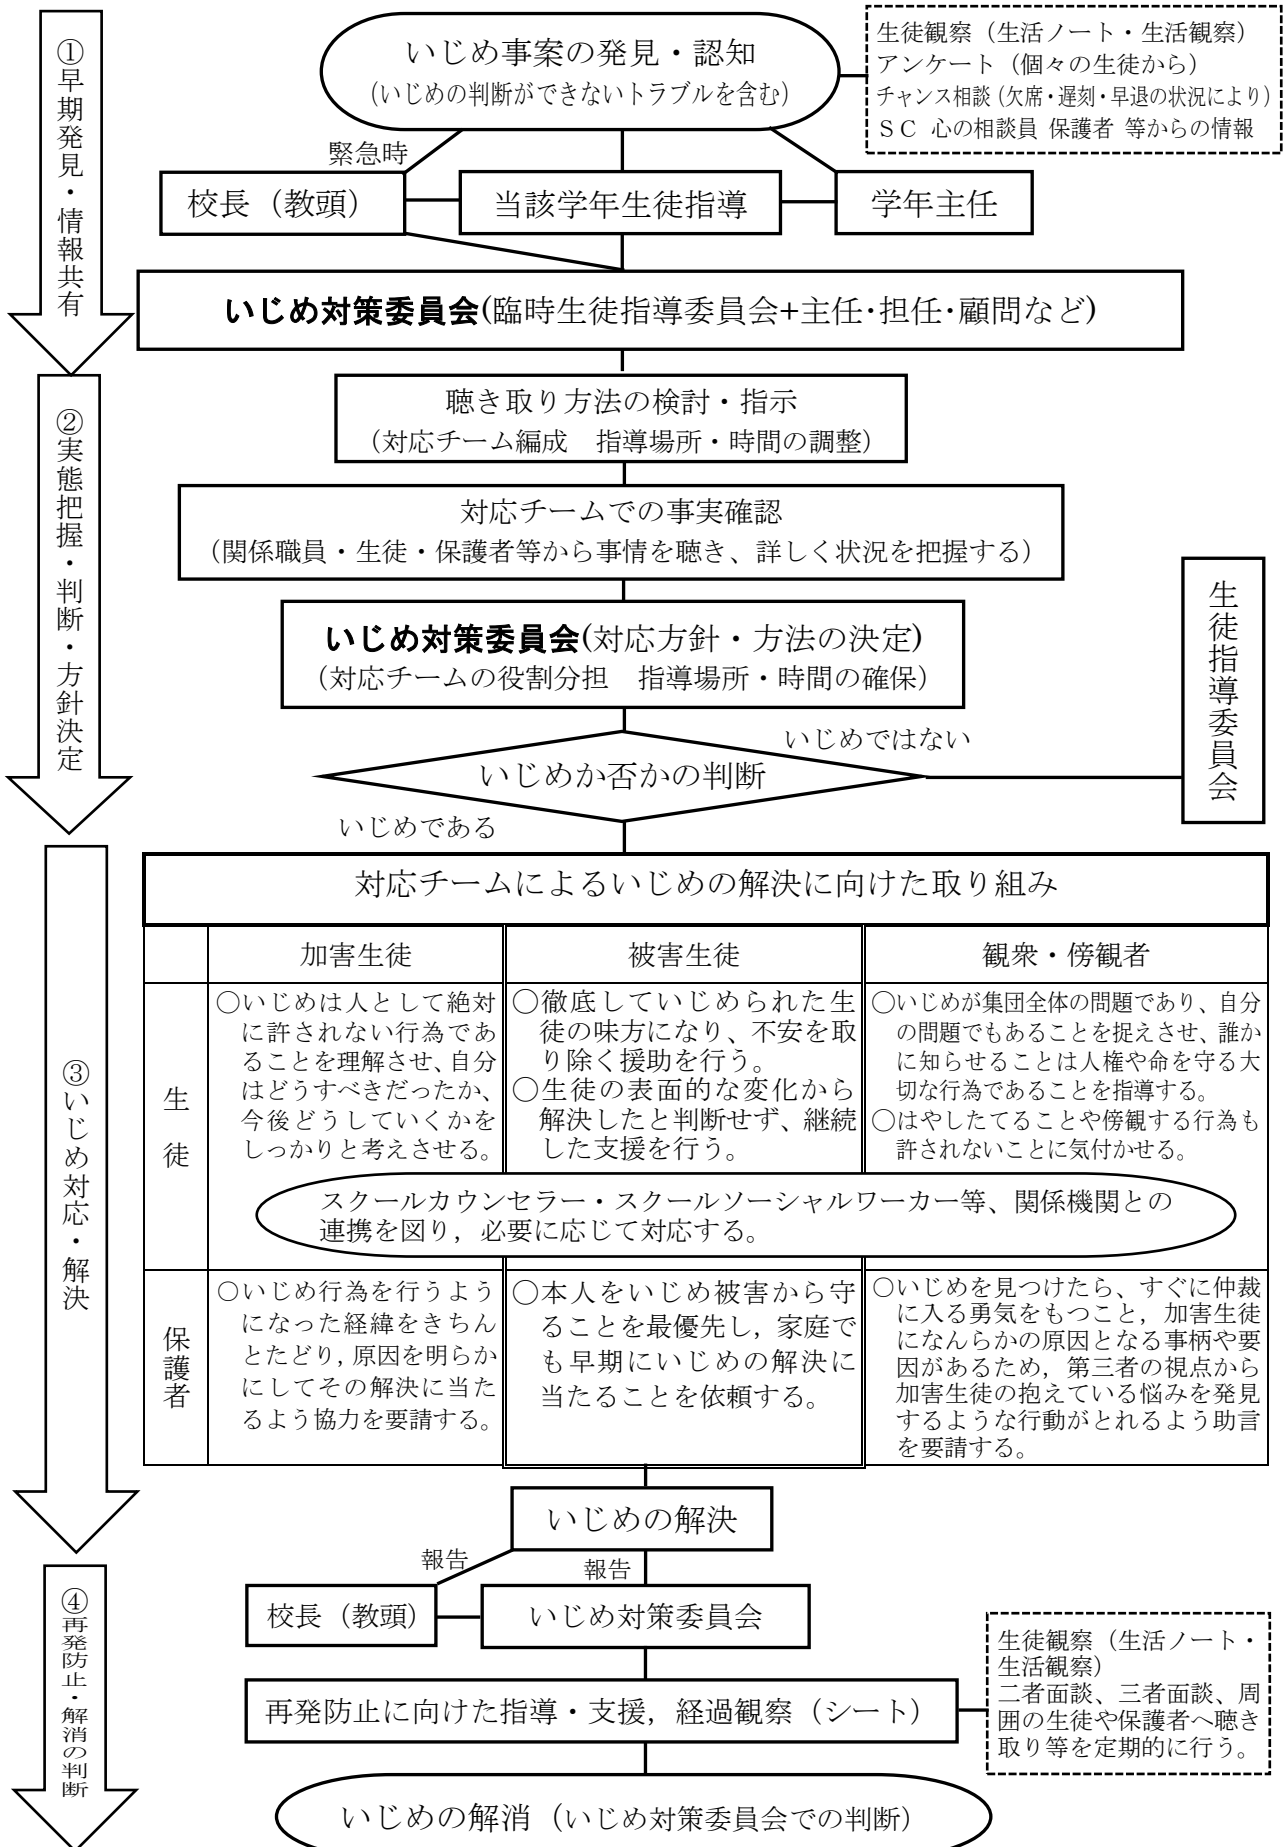 ①早期発見・情報共有
いじめ事案の発見・認知
(いじめの判断ができないトラブルを含む)
生徒観察（生活ノート・生活観察）
アンケート（個々の生徒から）
チャンス相談（欠席・遅刻・早退の状況により）
ＳＣ 心の相談員 保護者 等からの情報
緊急時
校長（教頭）
当該学年生徒指導
学年主任
いじめ対策委員会(臨時生徒指導委員会+主任・担任・顧問など)
②実態把握・判断・方針決定
聴き取り方法の検討・指示
（対応チーム編成　指導場所・時間の調整）
対応チームでの事実確認
（関係職員・生徒・保護者等から事情を聴き、詳しく状況を把握する）
いじめ対策委員会(対応方針・方法の決定)
（対応チームの役割分担　指導場所・時間の確保）
生徒指導委員会
いじめではない
いじめか否かの判断
いじめである
③いじめ対応・解決
対応チームによるいじめの解決に向けた取り組み
加害生徒
被害生徒
観衆・傍観者
生徒
○いじめは人として絶対
に許されない行為であ
ることを理解させ、自分
はどうすべきだったか、
今後どうしていくかを
しっかりと考えさせる。
○徹底していじめられた生
徒の味方になり、不安を取
り除く援助を行う。
○生徒の表面的な変化から
解決したと判断せず、継続
した支援を行う。
○いじめが集団全体の問題であり、自分
の問題でもあることを捉えさせ、誰か
に知らせることは人権や命を守る大
切な行為であることを指導する。
○はやしたてることや傍観する行為も
許されないことに気付かせる。
スクールカウンセラー・スクールソーシャルワーカー等、関係機関との
連携を図り，必要に応じて対応する。
保護者
○いじめ行為を行うよう
になった経緯をきちん
とたどり，原因を明らか
にしてその解決に当た
るよう協力を要請する。
○本人をいじめ被害から守
ることを最優先し，家庭で
も早期にいじめの解決に
当たることを依頼する。
○いじめを見つけたら、すぐに仲裁
に入る勇気をもつこと，加害生徒
になんらかの原因となる事柄や要
因があるため，第三者の視点から
加害生徒の抱えている悩みを発見
するような行動がとれるよう助言
を要請する。
いじめの解決
報告
報告
④再発防止・解消の判断
校長（教頭）
いじめ対策委員会
再発防止に向けた指導・支援，経過観察（シート）
生徒観察（生活ノート・
生活観察）
二者面談、三者面談、周
囲の生徒や保護者へ聴き
取り等を定期的に行う。
いじめの解消（いじめ対策委員会での判断）